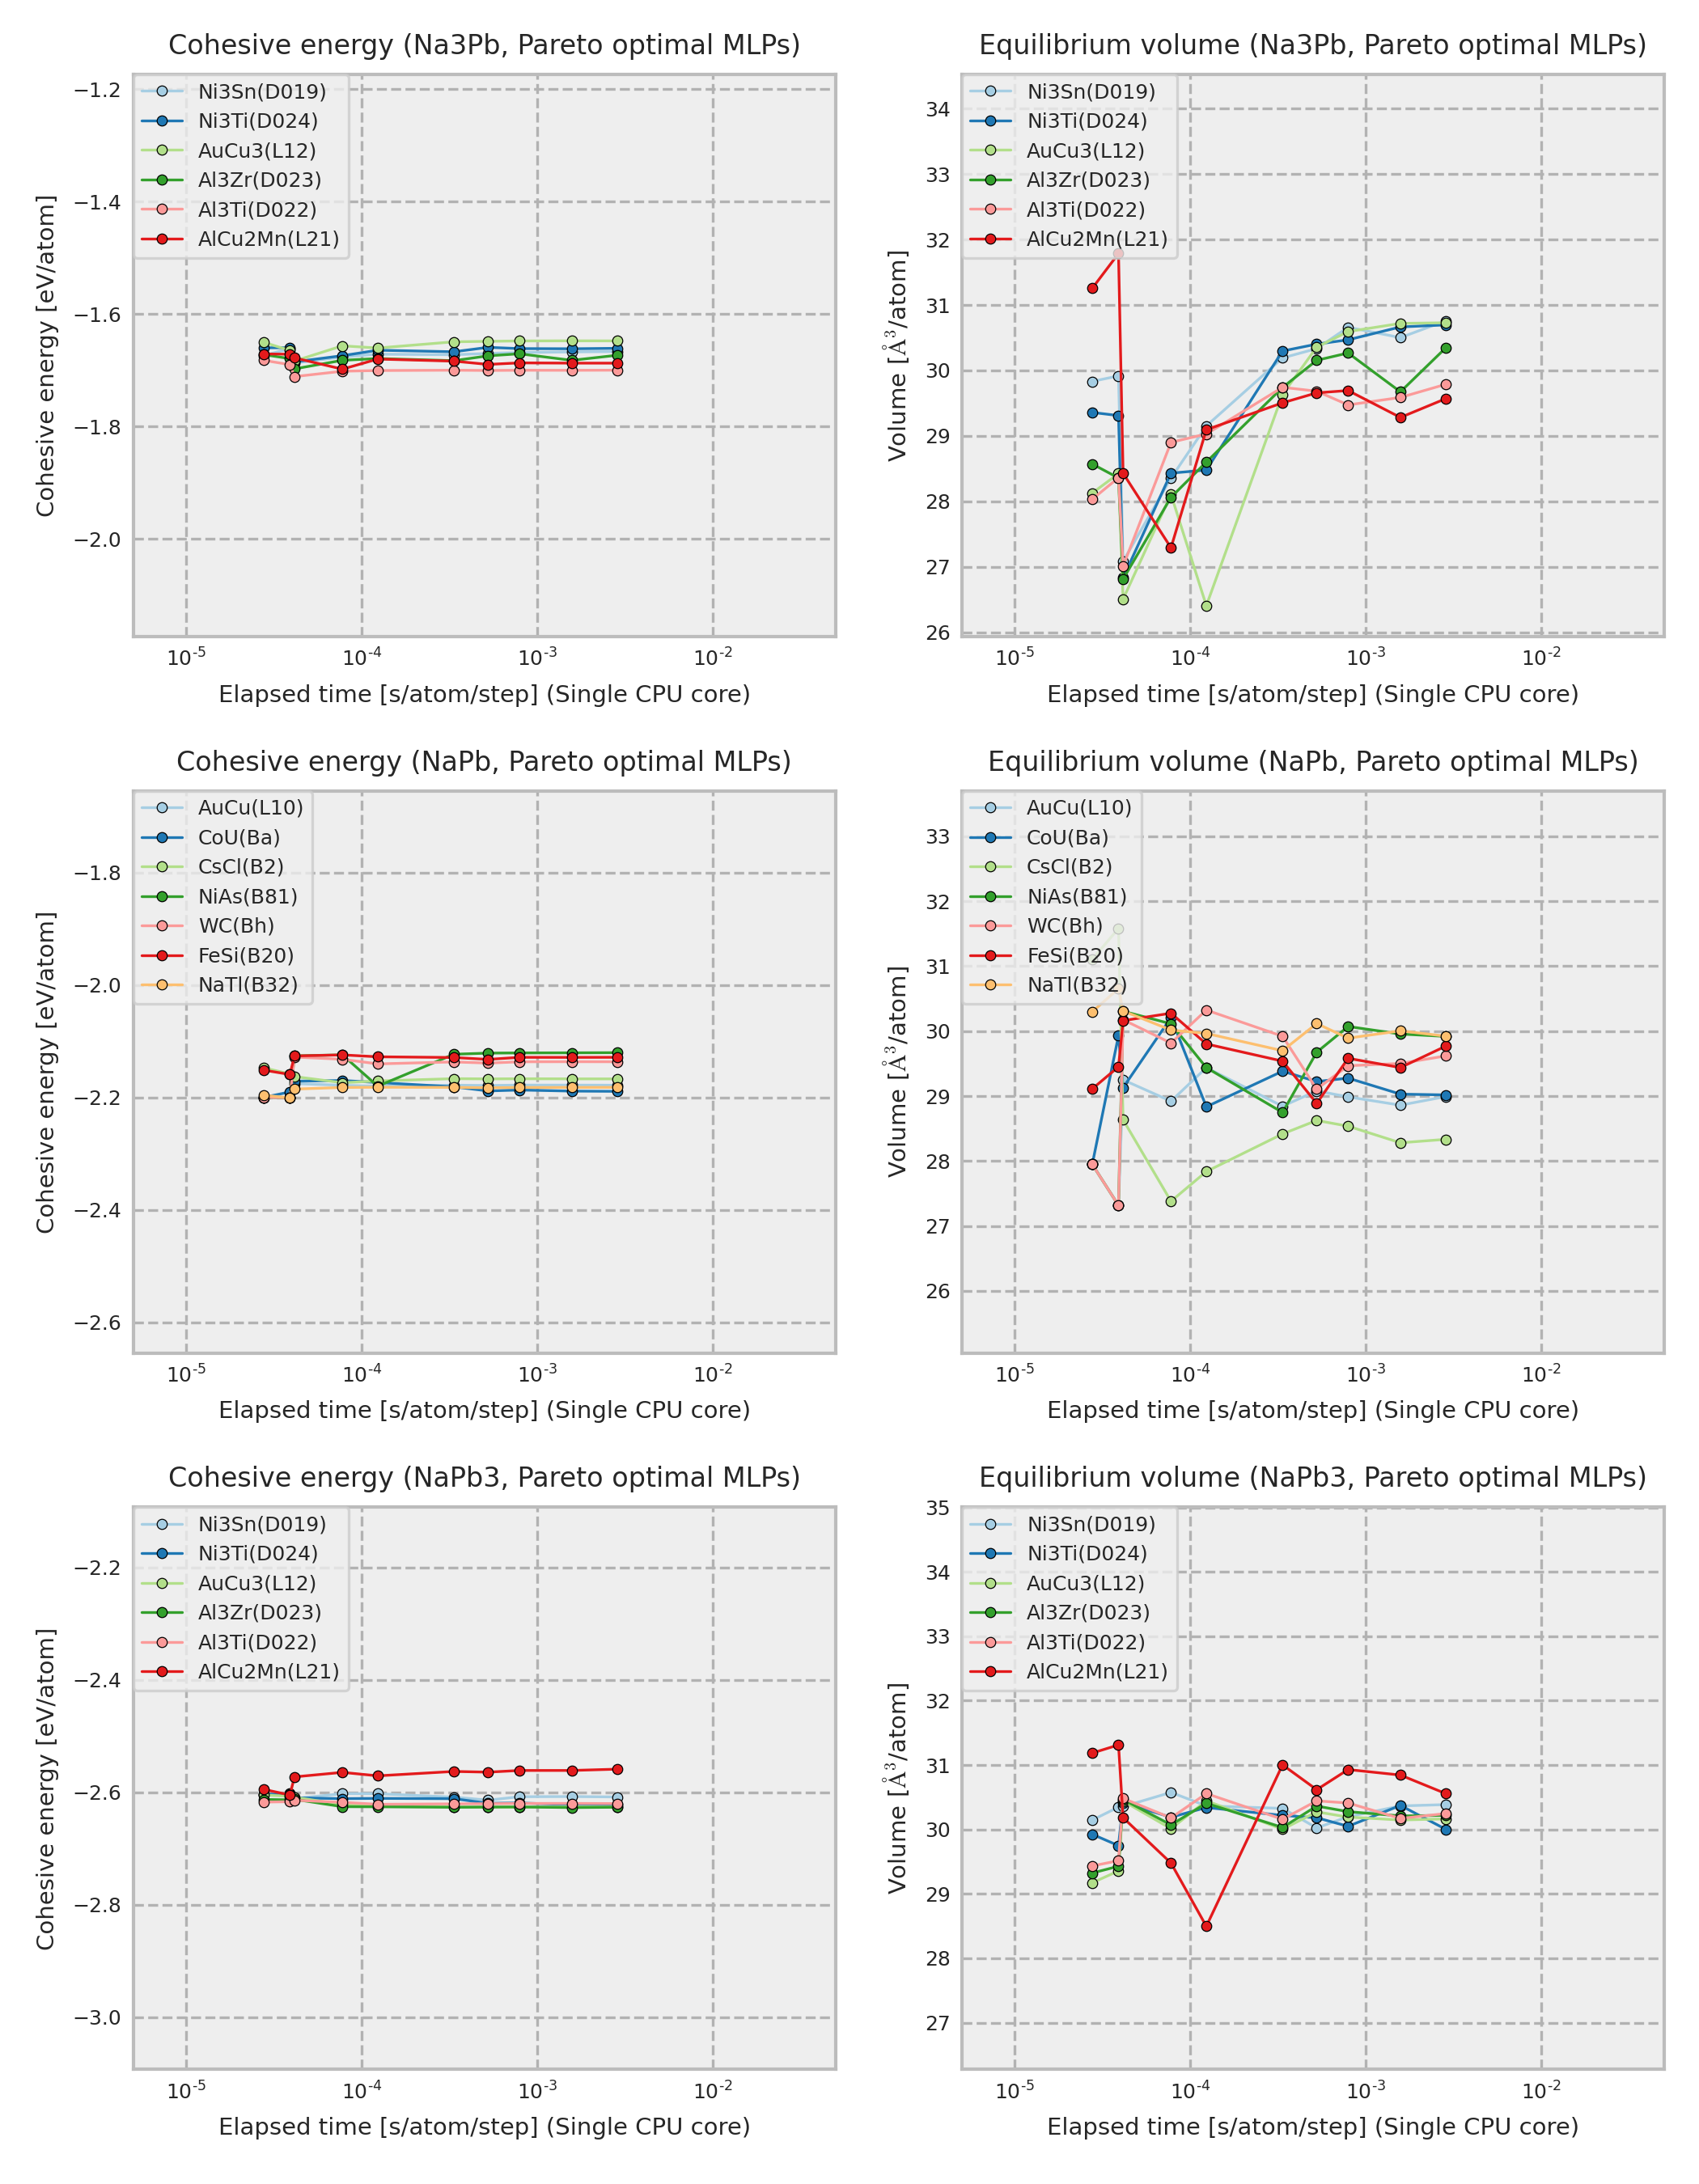 Cohesive energy (Na3Pb, Pareto optimal MLPs)
−1.2
−1.4
−1.6
−1.8
−2.0
Cohesive energy [eV/atom]
Ni3Sn(D019)
Ni3Ti(D024)
AuCu3(L12)
Al3Zr(D023)
Al3Ti(D022)
AlCu2Mn(L21)
10-5 10-4 10-3 10-2
Elapsed time [s/atom/step] (Single CPU core)
Equilibrium volume (Na3Pb, Pareto optimal MLPs)
34
33
32
31
30
29
28
27
26
Volume [Å3/atom]
Ni3Sn(D019)
Ni3Ti(D024)
AuCu3(L12)
Al3Zr(D023)
Al3Ti(D022)
AlCu2Mn(L21)
10-5 10-4 10-3 10-2
Elapsed time [s/atom/step] (Single CPU core)
Cohesive energy (NaPb, Pareto optimal MLPs)
−1.8
−2.0
−2.2
−2.4
−2.6
Cohesive energy [eV/atom]
AuCu(L10)
CoU(Ba)
CsCl(B2)
NiAs(B81)
WC(Bh)
FeSi(B20)
NaTl(B32)
10-5 10-4 10-3 10-2
Elapsed time [s/atom/step] (Single CPU core)
Equilibrium volume (NaPb, Pareto optimal MLPs)
33
32
31
30
29
28
27
26
Volume [Å3/atom]
AuCu(L10)
CoU(Ba)
CsCl(B2)
NiAs(B81)
WC(Bh)
FeSi(B20)
NaTl(B32)
10-5 10-4 10-3 10-2
Elapsed time [s/atom/step] (Single CPU core)
Cohesive energy (NaPb3, Pareto optimal MLPs)
−2.2
−2.4
−2.6
−2.8
−3.0
Cohesive energy [eV/atom]
Ni3Sn(D019)
Ni3Ti(D024)
AuCu3(L12)
Al3Zr(D023)
Al3Ti(D022)
AlCu2Mn(L21)
10-5 10-4 10-3 10-2
Elapsed time [s/atom/step] (Single CPU core)
Equilibrium volume (NaPb3, Pareto optimal MLPs)
35
34
33
32
31
30
29
28
27
Volume [Å3/atom]
Ni3Sn(D019)
Ni3Ti(D024)
AuCu3(L12)
Al3Zr(D023)
Al3Ti(D022)
AlCu2Mn(L21)
10-5 10-4 10-3 10-2
Elapsed time [s/atom/step] (Single CPU core)